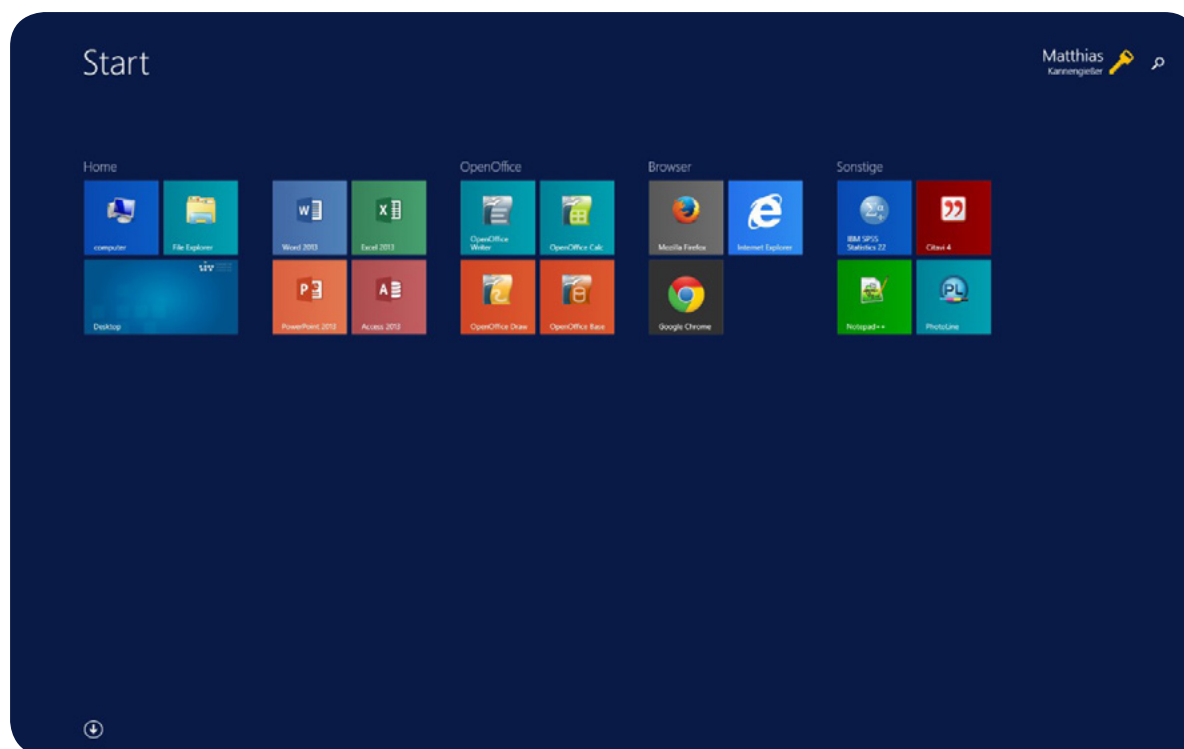 Start
Matthias
Kannengießer
Home
OpenOffice
Browser
Sonstige
computer
File Explorer
Word 2013
Excel 2013
OpenOffice
Writer
OpenOffice Calc
Mozilla Firefox
Internet Explorer
IBM SPSS
Statistics 22
Citavi 4
Desktop
PowerPoint 2013
Access 2013
OpenOffice Draw
OpenOffice Base
Google Chrome
Notepad++
PhotoLine